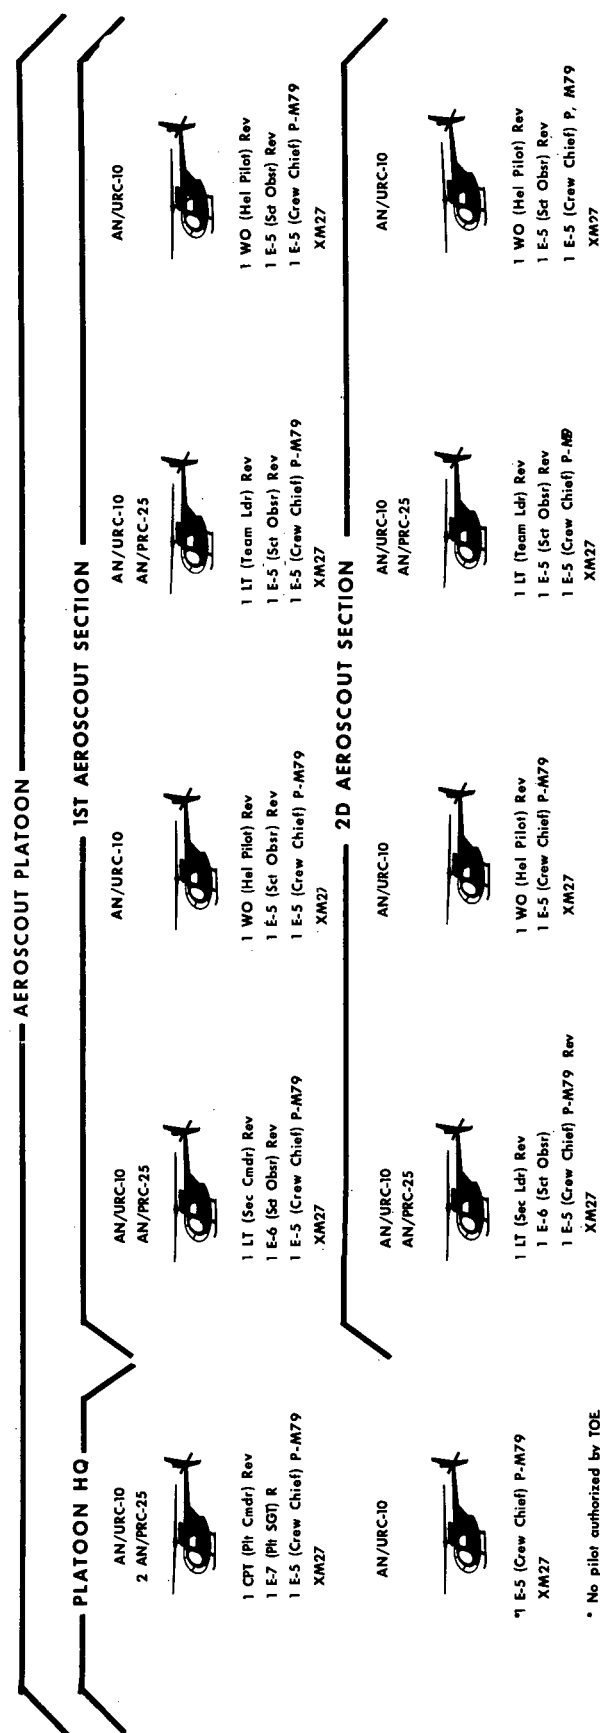 AEROSCOUT PLATOON
PLATOON HQ
AN/URC-10
2 AN/PRC-25
1 CPT (Plt Cmdr) Rev
1 E-7 (Plt SGT) R
1 E-5 (Crew Chief) P-M79
XM27
AN/URC-10
*1 E-5 (Crew Chief) P-M79
XM27
* No pilot authorized by TOE
1ST AEROSCOUT SECTION
AN/URC-10
AN/PRC-25
1 LT (Sec Cmdr) Rev
1 E-6 (Sct Obsr) Rev
1 E-5 (Crew Chief) P-M79
XM27
AN/URC-10
1 WO (Hel Pilot) Rev
1 E-5 (Sct Obsr) Rev
1 E-5 (Crew Chief) P-M79
XM27
AN/URC-10
AN/PRC-25
1 LT (Team Ldr) Rev
1 E-5 (Sct Obsr) Rev
1 E-5 (Crew Chief) P-M79
XM27
AN/URC-10
1 WO (Hel Pilot) Rev
1 E-5 (Sct Obsr) Rev
1 E-5 (Crew Chief) P-M79
XM27
2D AEROSCOUT SECTION
AN/URC-10
AN/PRC-25
1 LT (Sec Ldr) Rev
1 E-6 (Sct Obsr)
1 E-5 (Crew Chief) P-M79 Rev
XM27
AN/URC-10
1 WO (Hel Pilot) Rev
1 E-5 (Crew Chief) P-M79
XM27
AN/URC-10
AN/PRC-25
1 LT (Team Ldr) Rev
1 E-5 (Sct Obsr) Rev
1 E-5 (Crew Chief)
XM27
AN/URC-10
1 WO (Hel Pilot) Rev
1 E-5 (Sct Obsr) Rev
1 E-5 (Crew Chief) P, M79
XM27